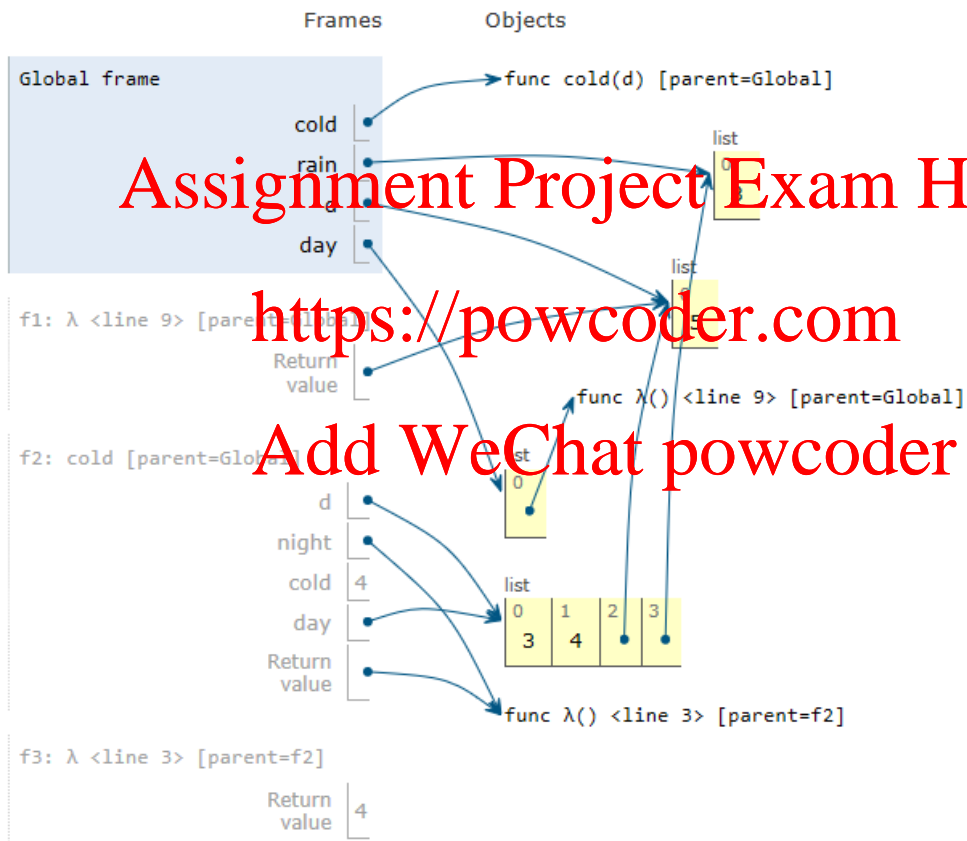 Frames Objects
Global frame
func cold(d) [parent=Global]
cold
list
rain
0
Assignment Project Exam H
d
day
list
https://powcoder.com
f1: λ <line 9> [parent=Global]
5
Return
value
func λ() <line 9> [parent=Global]
Add WeChat powcoder
f2: cold [parent=Global]
list
0
d
night
cold 4
list
day
0 1 2 3
3 4
Return
value
func λ() <line 3> [parent=f2]
f3: λ <line 3> [parent=f2]
Return
value
4